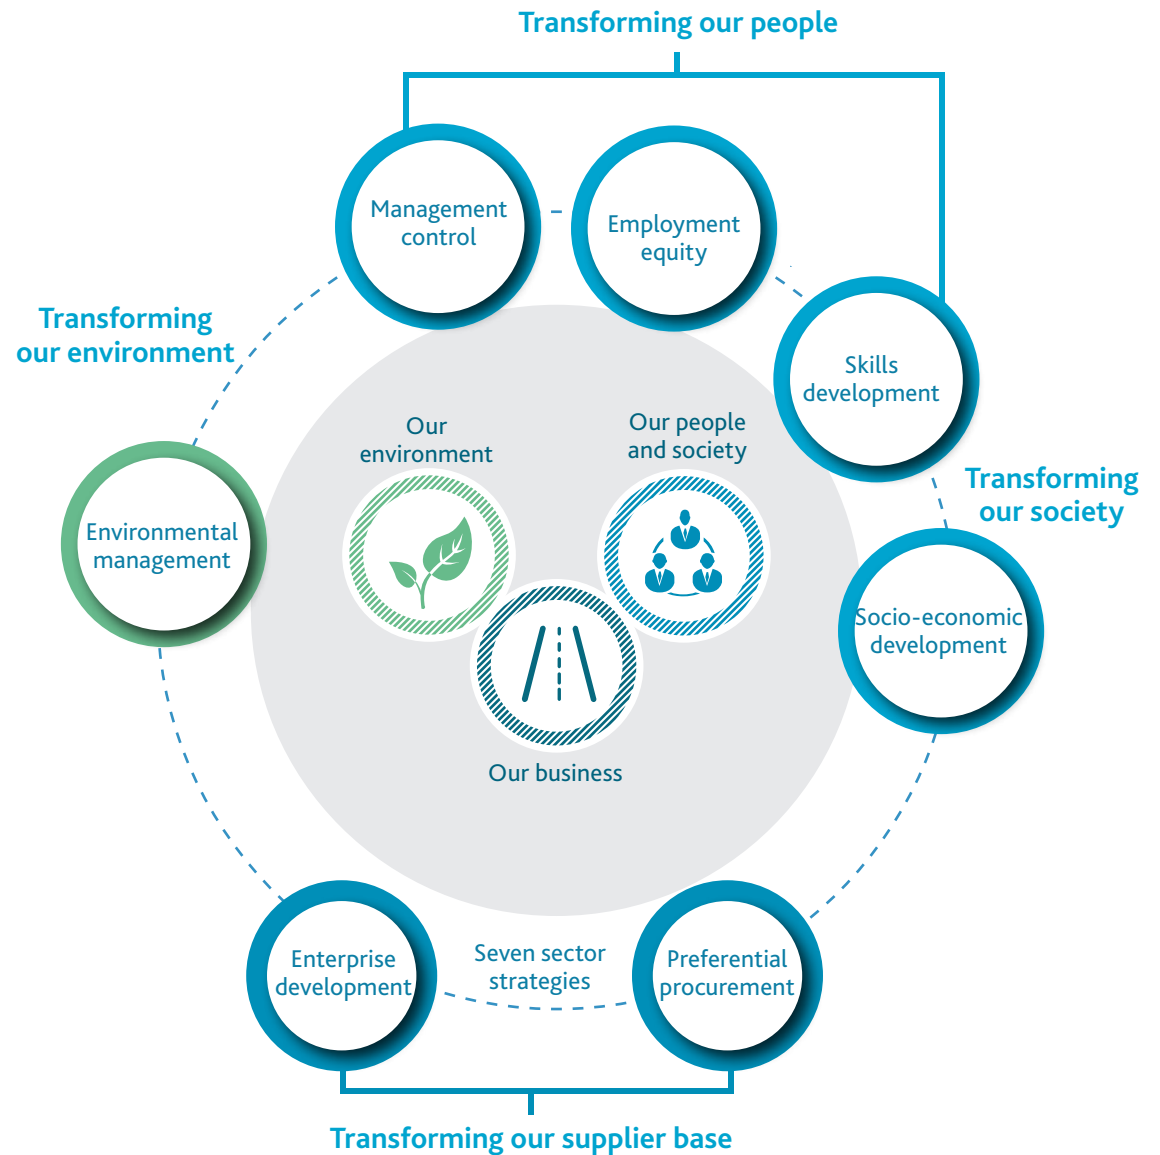 Transforming our people
Management
control
Employment
equity
Transforming
our environment
Skills
development
Our
environment
Our people
and society
Transforming
our society
Environmental
management
Socio-economic
development
Our business
Enterprise
development
Seven sector
strategies
Preferential
procurement
Transforming our supplier base